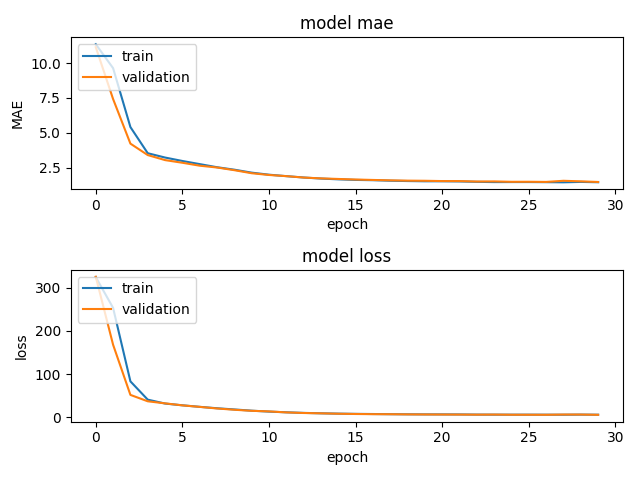 model mae
10.0
7.5
5.0
2.5
MAE
train
validation
0 5 10 15 20 25 30
epoch
model loss
300
200
100
0
loss
train
validation
0 5 10 15 20 25 30
epoch